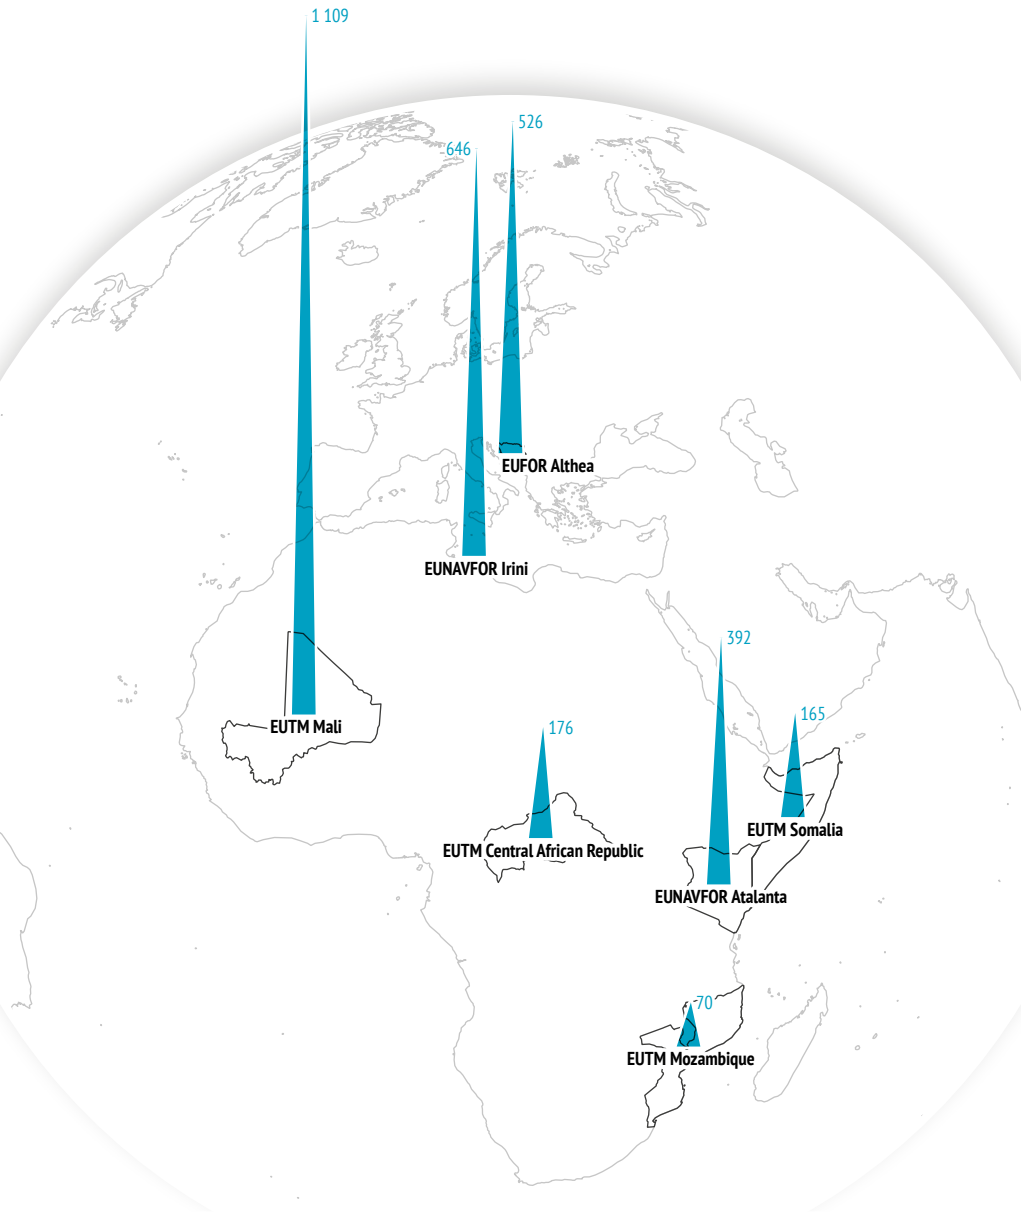 1 109
526
646
EUFOR Althea
EUNAVFOR Irini
392
165
EUTM Mali
176
EUTM Somalia
EUTM Central African Republic
EUNAVFOR Atalanta
70
EUTM Mozambique